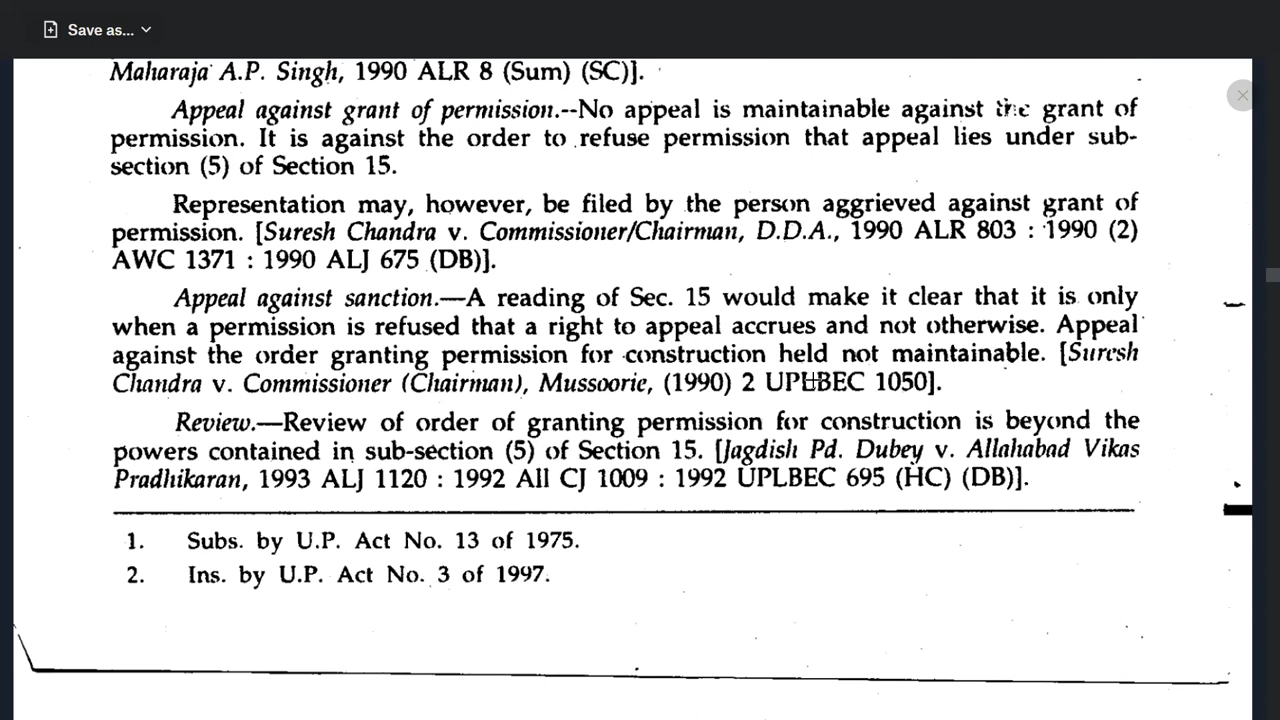 Save as...
Maharaja A.P. Singh, 1990 ALR 8 (Sum) (SC)].
Appeal against grant of permission.--No appeal is maintainable against the grant of
permission. It is against the order to refuse permission that appeal lies under sub-
section (5) of Section 15.
Representation may, however, be filed by the person aggrieved against grant of
permission. [Suresh Chandra v. Commissioner/Chairman, D.D.A., 1990 ALR 803 : 1990 (2)
AWC 1371 : 1990 ALJ 675 (DB)].
Appeal against sanction.—A reading of Sec. 15 would make it clear that it is only
when a permission is refused that a right to appeal accrues and not otherwise. Appeal
against the order granting permission for construction held not maintainable. [Suresh
Chandra v. Commissioner (Chairman), Mussoorie, (1990) 2 UPLBEC 1050].
Review.—Review of order of granting permission for construction is beyond the
powers contained in sub-section (5) of Section 15. [Jagdish Pd. Dubey v. Allahabad Vikas
Pradhikaran, 1993 ALJ 1120 : 1992 All CJ 1009 : 1992 UPLBEC 695 (HC) (DB)].
1. Subs. by U.P. Act No. 13 of 1975.
2. Ins. by U.P. Act No. 3 of 1997.